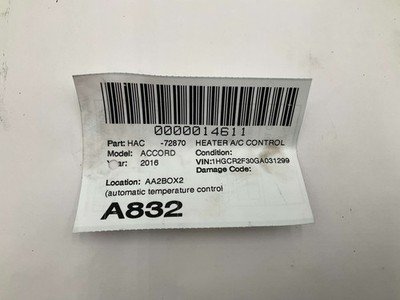 0000014611
Part: HAC -72870 HEATER A/C CONTROL
Model: ACCORD Condition:
Year: 2016 VIN:1HGCR2F30GA031299
Damage Code:
Location: AA2BOX2
(automatic temperature control
A832